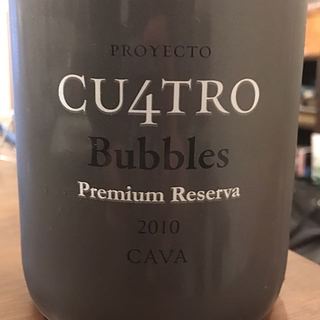 PROYECTO
CU4TRO
Bubbles
Premium Reserva
2010
CAVA